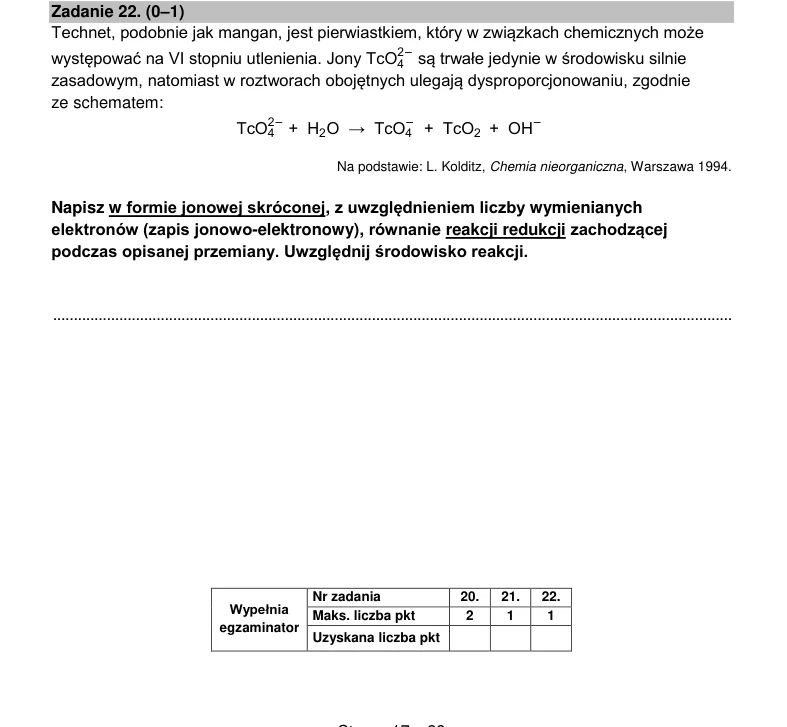 Zadanie 22. (0–1)
Technet, podobnie jak mangan, jest pierwiastkiem, który w związkach chemicznych może
występować na VI stopniu utlenienia. Jony TcO₄²⁻ są trwałe jedynie w środowisku silnie
zasadowym, natomiast w roztworach obojętnych ulegają dysproporcjonowaniu, zgodnie
ze schematem:
TcO₄²⁻ + H₂O → TcO₄⁻ + TcO₂ + OH⁻
Na podstawie: L. Kolditz, Chemia nieorganiczna, Warszawa 1994.
Napisz w formie jonowej skróconej, z uwzględnieniem liczby wymienianych
elektronów (zapis jonowo-elektronowy), równanie reakcji redukcji zachodzącej
podczas opisanej przemiany. Uwzględnij środowisko reakcji.
Wypełnia
egzaminator
Nr zadania 20. 21. 22.
Maks. liczba pkt 2 1 1
Uzyskana liczba pkt